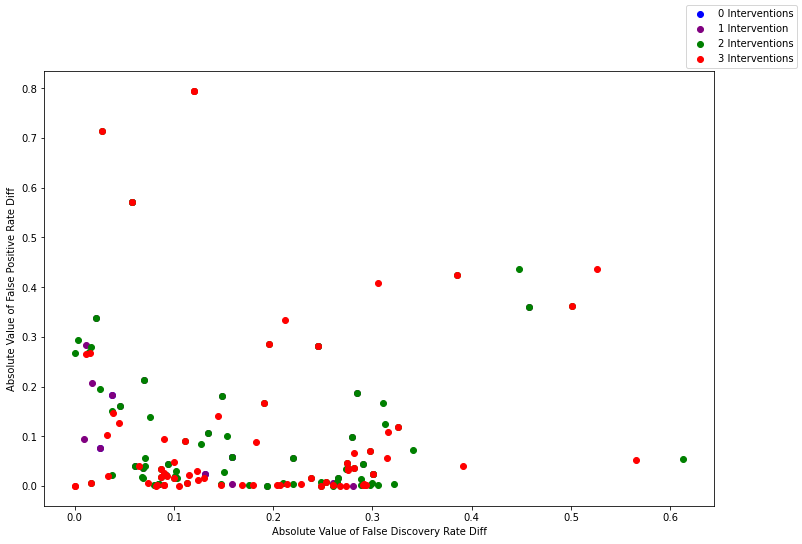 0 Interventions
1 Intervention
2 Interventions
3 Interventions
Absolute Value of False Positive Rate Diff
0.8
0.7
0.6
0.5
0.4
0.3
0.2
0.1
0.0
0.0 0.1 0.2 0.3 0.4 0.5 0.6
Absolute Value of False Discovery Rate Diff